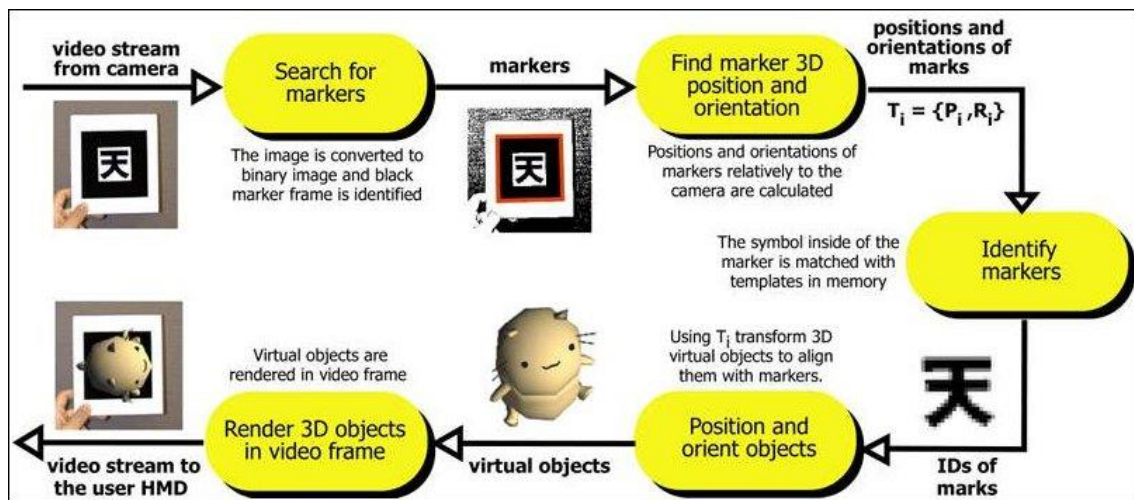 video stream
from camera
Search for
markers
The image is converted to
binary image and black
marker frame is identified
天
markers
天
Find marker 3D
position and
orientation
Positions and orientations of
markers relatively to the
camera are calculated
positions and
orientations of
marks
Tᵢ = {Pᵢ ,Rᵢ}
Identify
markers
The symbol inside of the
marker is matched with
templates in memory
天
IDs of
marks
Position and
orient objects
Using Tᵢ transform 3D
virtual objects to align
them with markers.
virtual objects
Render 3D objects
in video frame
Virtual objects are
rendered in video frame
video stream to
the user HMD